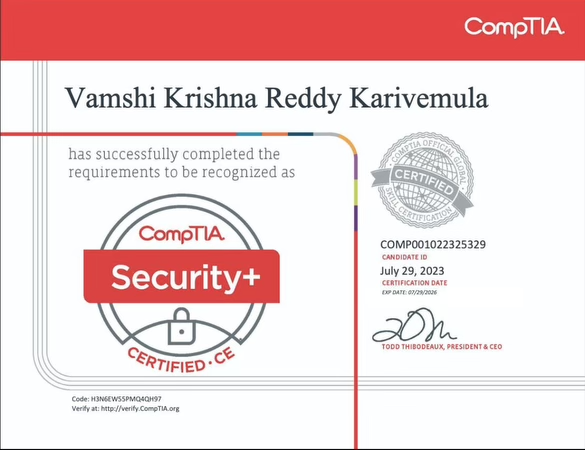 CompTIA.
Vamshi Krishna Reddy Karivemula
has successfully completed the
requirements to be recognized as
COMPTIA OFFICIAL GLOBAL
CERTIFIED
SKILL CERTIFICATION
CompTIA.
Security+
CERTIFIED • CE
COMP001022325329
CANDIDATE ID
July 29, 2023
CERTIFICATION DATE
EXP DATE: 07/29/2026
TODD THIBODEAUX, PRESIDENT & CEO
Code: H3N6EW55PMQ4QH97
Verify at: http://verify.CompTIA.org